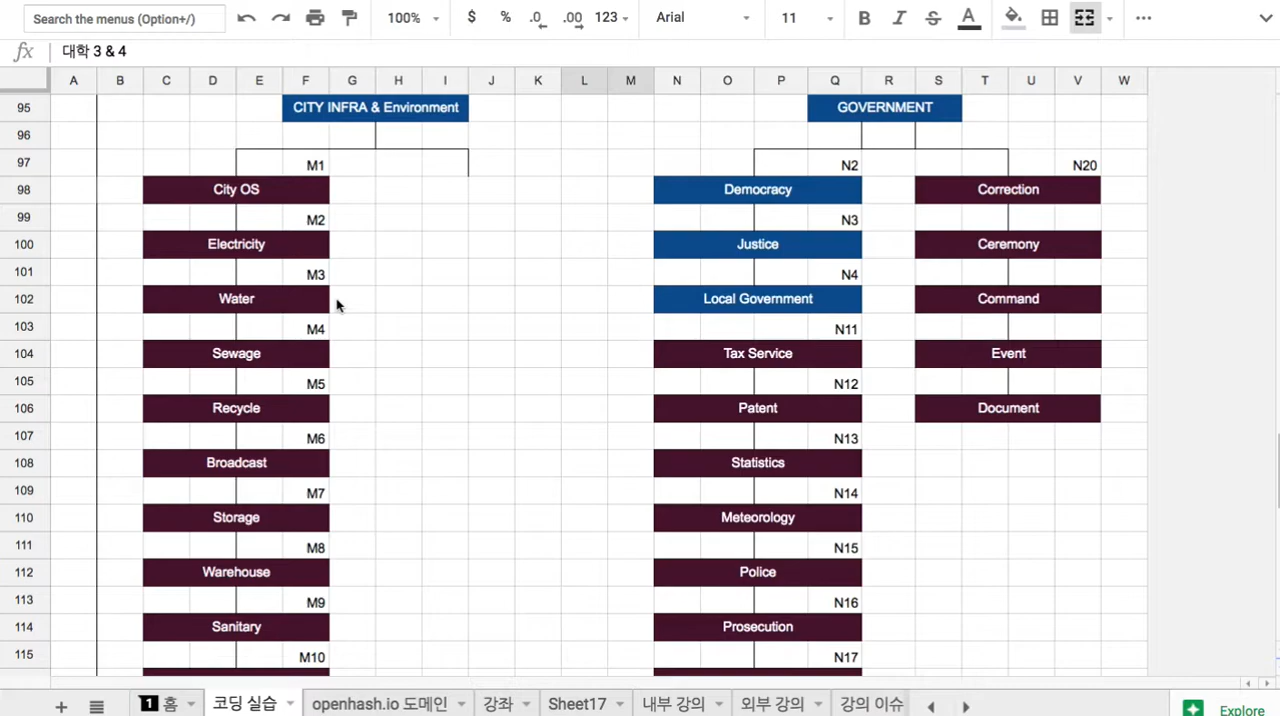 Search the menus (Option+/)
100%
$ % .0 .00 123
Arial
11
B I S A
fx 대학 3 & 4
A B C D E F G H I J K L M N O P Q R S T U V W
95 CITY INFRA & Environment GOVERNMENT
96
97 M1 N2 N20
98 City OS Democracy Correction
99 M2 N3
100 Electricity Justice Ceremony
101 M3 N4
102 Water Local Government Command
103 M4 N11
104 Sewage Tax Service Event
105 M5 N12
106 Recycle Patent Document
107 M6 N13
108 Broadcast Statistics
109 M7 N14
110 Storage Meteorology
111 M8 N15
112 Warehouse Police
113 M9 N16
114 Sanitary Prosecution
115 M10 N17
+ 1 홈 코딩 실습 openhash.io 도메인 강좌 Sheet17 내부 강의 외부 강의 강의 이슈 Explore